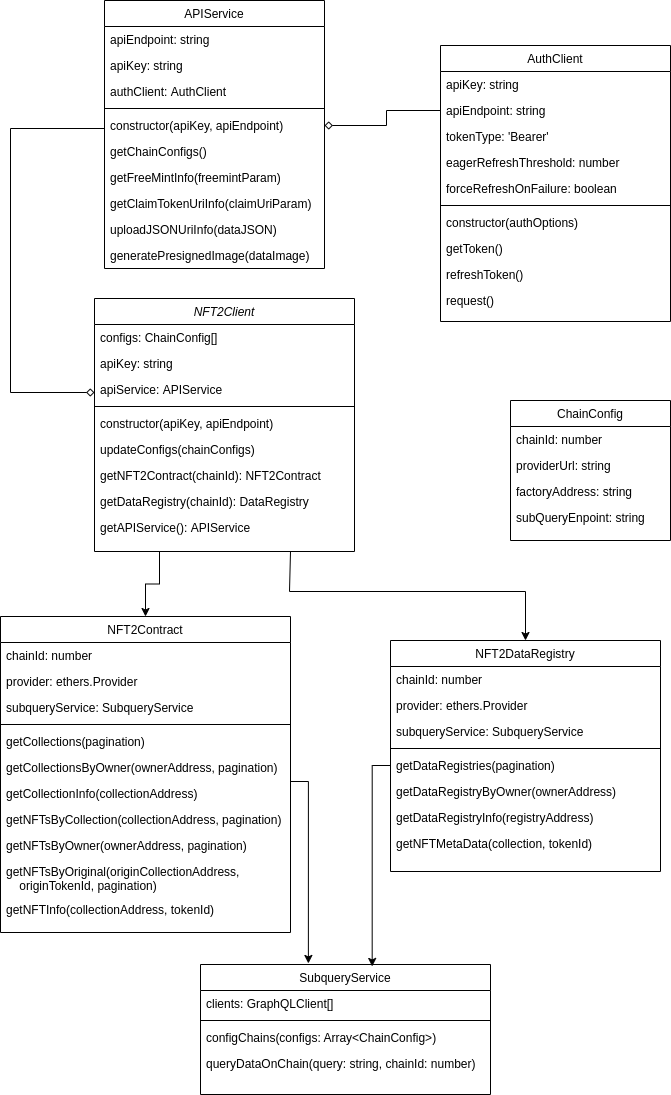 APIService
apiEndpoint: string
apiKey: string
authClient: AuthClient
constructor(apiKey, apiEndpoint)
getChainConfigs()
getFreeMintInfo(freemintParam)
getClaimTokenUriInfo(claimUriParam)
uploadJSONUriInfo(dataJSON)
generatePresignedImage(dataImage)
AuthClient
apiKey: string
apiEndpoint: string
tokenType: 'Bearer'
eagerRefreshThreshold: number
forceRefreshOnFailure: boolean
constructor(authOptions)
getToken()
refreshToken()
request()
NFT2Client
configs: ChainConfig[]
apiKey: string
apiService: APIService
constructor(apiKey, apiEndpoint)
updateConfigs(chainConfigs)
getNFT2Contract(chainId): NFT2Contract
getDataRegistry(chainId): DataRegistry
getAPIService(): APIService
ChainConfig
chainId: number
providerUrl: string
factoryAddress: string
subQueryEnpoint: string
NFT2Contract
chainId: number
provider: ethers.Provider
subqueryService: SubqueryService
getCollections(pagination)
getCollectionsByOwner(ownerAddress, pagination)
getCollectionInfo(collectionAddress)
getNFTsByCollection(collectionAddress, pagination)
getNFTsByOwner(ownerAddress, pagination)
getNFTsByOriginal(originCollectionAddress,
originTokenId, pagination)
getNFTInfo(collectionAddress, tokenId)
NFT2DataRegistry
chainId: number
provider: ethers.Provider
subqueryService: SubqueryService
getDataRegistries(pagination)
getDataRegistryByOwner(ownerAddress)
getDataRegistryInfo(registryAddress)
getNFTMetaData(collection, tokenId)
SubqueryService
clients: GraphQLClient[]
configChains(configs: Array<ChainConfig>)
queryDataOnChain(query: string, chainId: number)